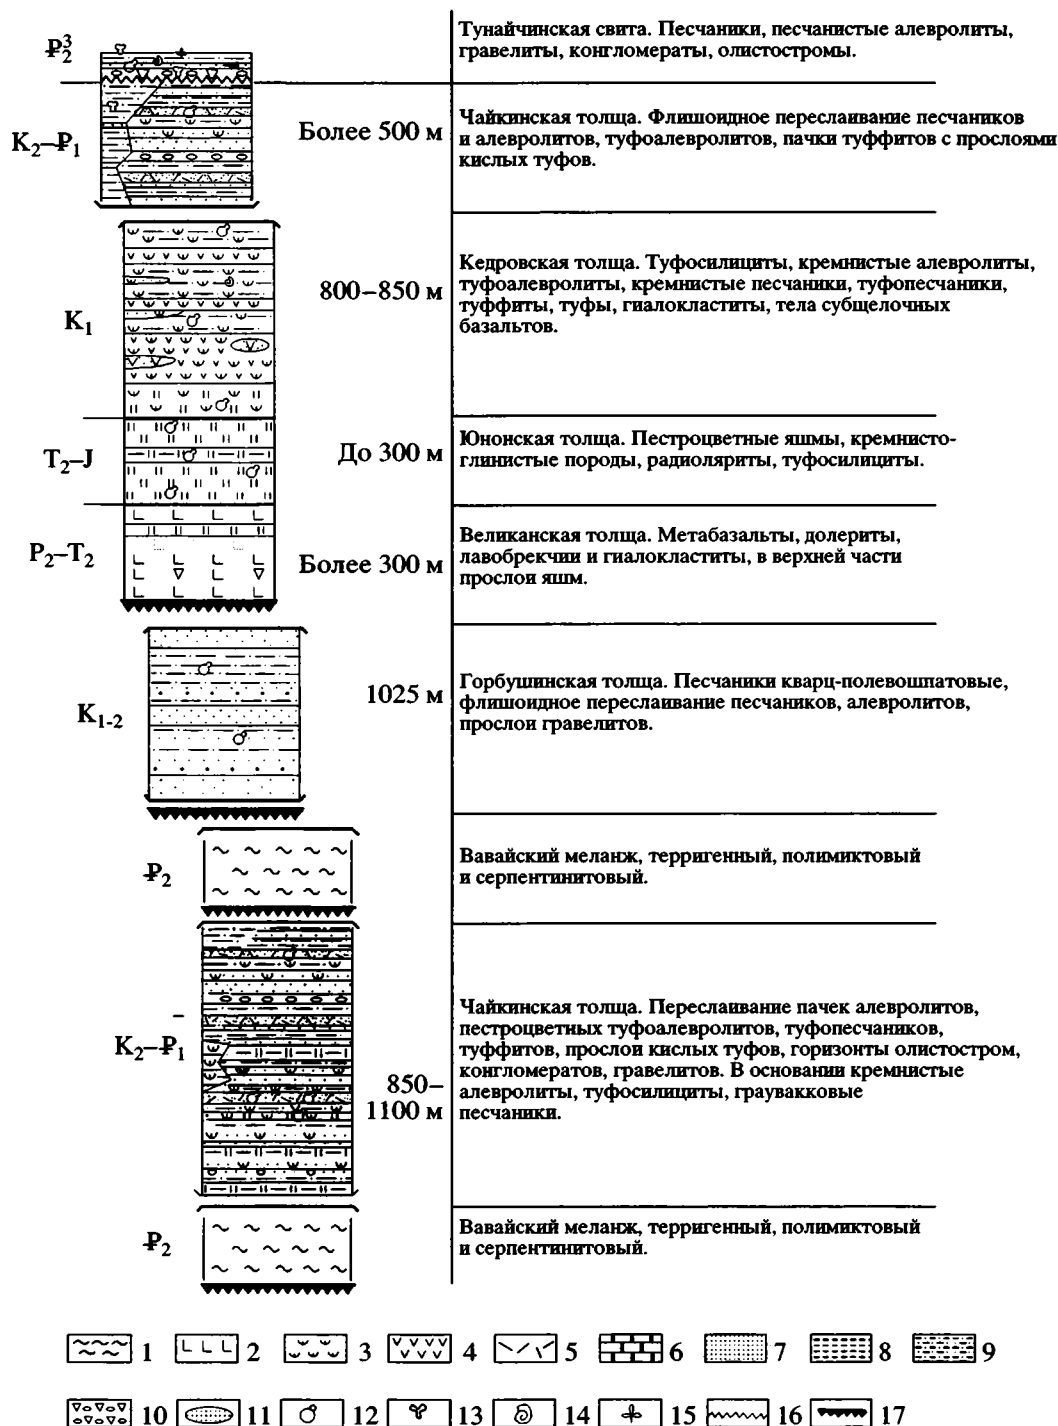 Ꝑ₂³
Тунайчинская свита. Песчаники, песчанистые алевролиты,
гравелиты, конгломераты, олистостромы.
K₂–Ꝑ₁
Более 500 м
Чайкинская толща. Флишоидное переслаивание песчаников
и алевролитов, туфоалевролитов, пачки туффитов с прослоями
кислых туфов.
K₁
800–850 м
Кедровская толща. Туфосилициты, кремнистые алевролиты,
туфоалевролиты, кремнистые песчаники, туфопесчаники,
туффиты, туфы, гиалокластиты, тела субщелочных
базальтов.
T₂–J
До 300 м
Юнонская толща. Пестроцветные яшмы, кремнисто-
глинистые породы, радиоляриты, туфосилициты.
P₂–T₂
Более 300 м
Великанская толща. Метабазальты, долериты,
лавобрекчии и гиалокластиты, в верхней части
прослои яшм.
K₁₋₂
1025 м
Горбушинская толща. Песчаники кварц-полевошпатовые,
флишоидное переслаивание песчаников, алевролитов,
прослои гравелитов.
Ꝑ₂
Вавайский меланж, терригенный, полимиктовый
и серпентинитовый.
K₂–Ꝑ₁
850–
1100 м
Чайкинская толща. Переслаивание пачек алевролитов,
пестроцветных туфоалевролитов, туфопесчаников,
туффитов, прослои кислых туфов, горизонты олистостром,
конгломератов, гравелитов. В основании кремнистые
алевролиты, туфосилициты, граувакковые
песчаники.
Ꝑ₂
Вавайский меланж, терригенный, полимиктовый
и серпентинитовый.
1 2 3 4 5 6 7 8 9
10 11 12 13 14 15 16 17